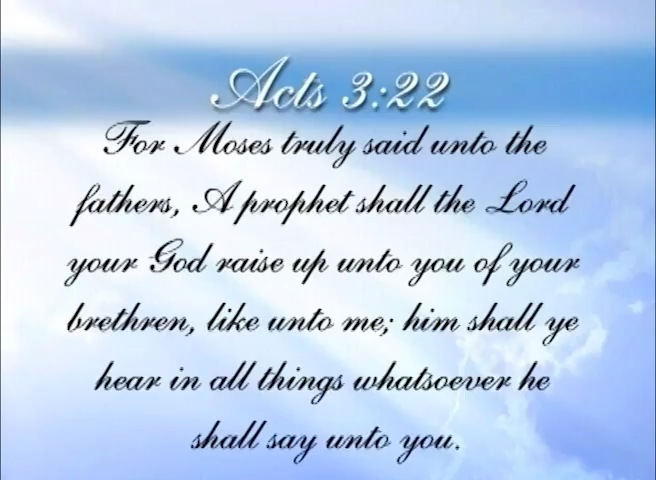 Acts 3:22
For Moses truly said unto the
fathers, A prophet shall the Lord
your God raise up unto you of your
brethren, like unto me; him shall ye
hear in all things whatsoever he
shall say unto you.